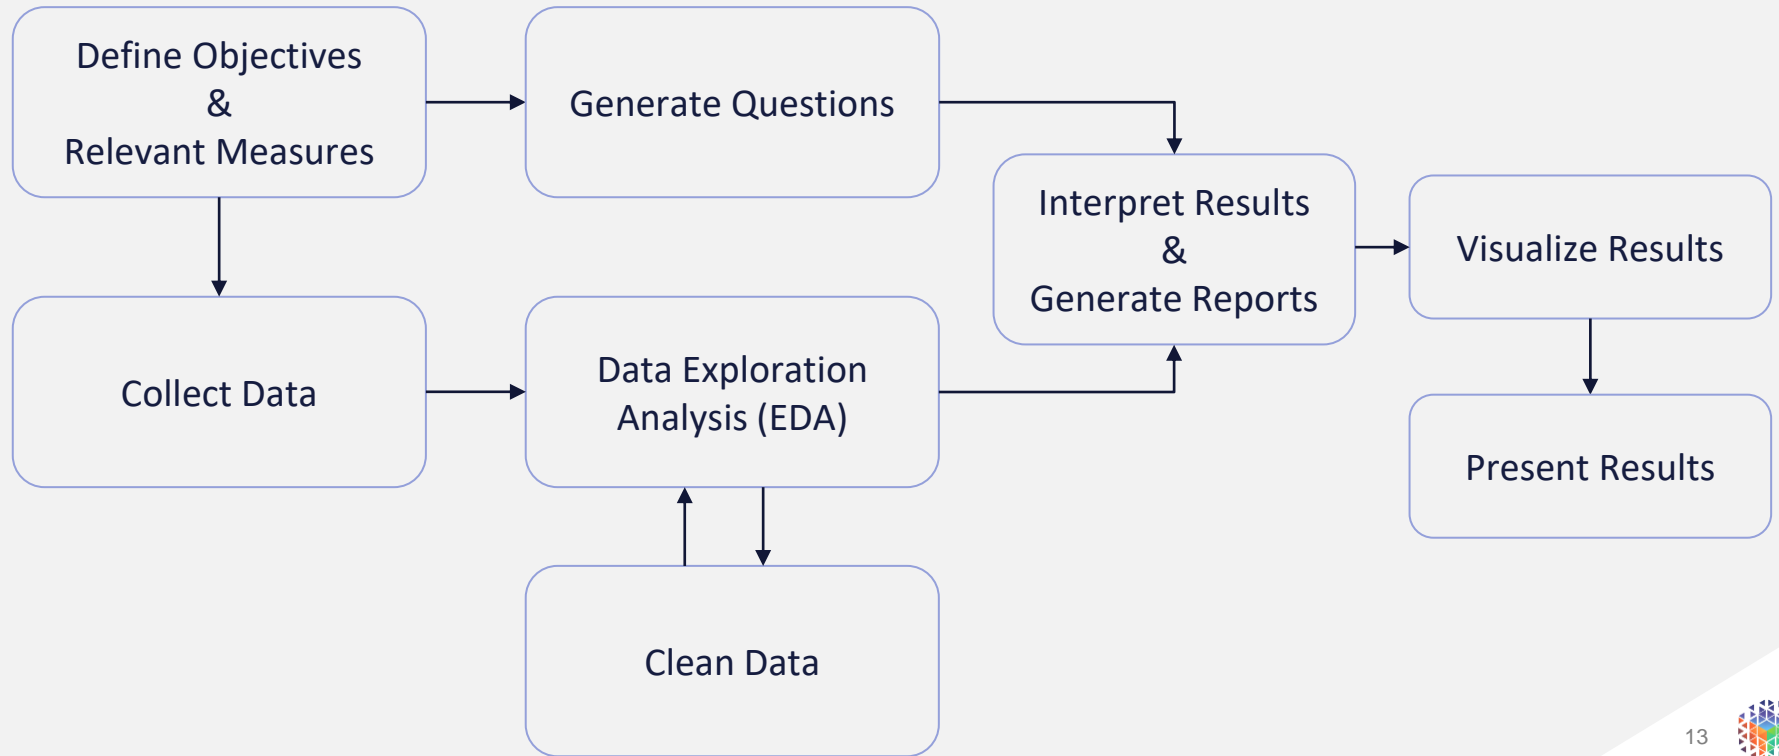 Define Objectives
&
Relevant Measures
Generate Questions
Interpret Results
&
Generate Reports
Visualize Results
Collect Data
Data Exploration
Analysis (EDA)
Present Results
Clean Data
13